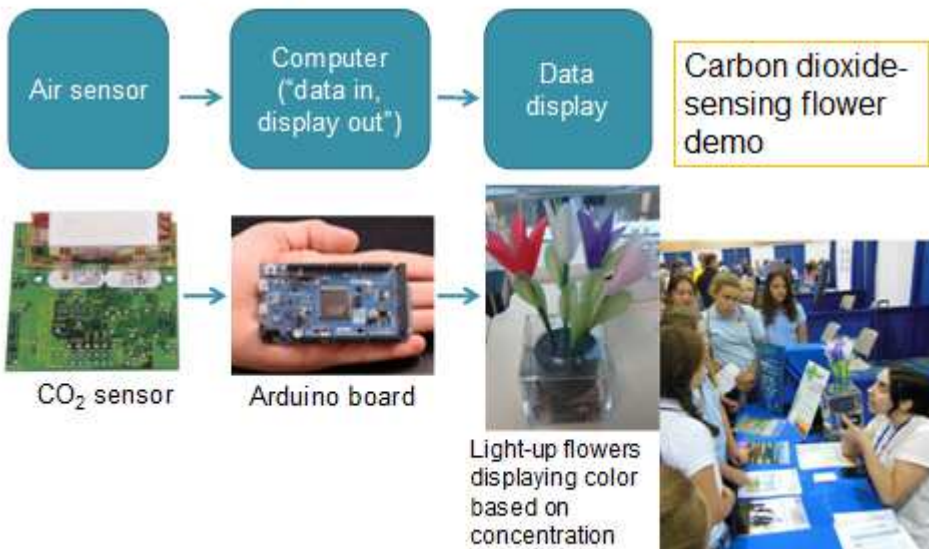 Air sensor
Computer
(“data in,
display out”)
Data
display
Carbon dioxide-
sensing flower
demo
CO₂ sensor
Arduino board
Light-up flowers
displaying color
based on
concentration